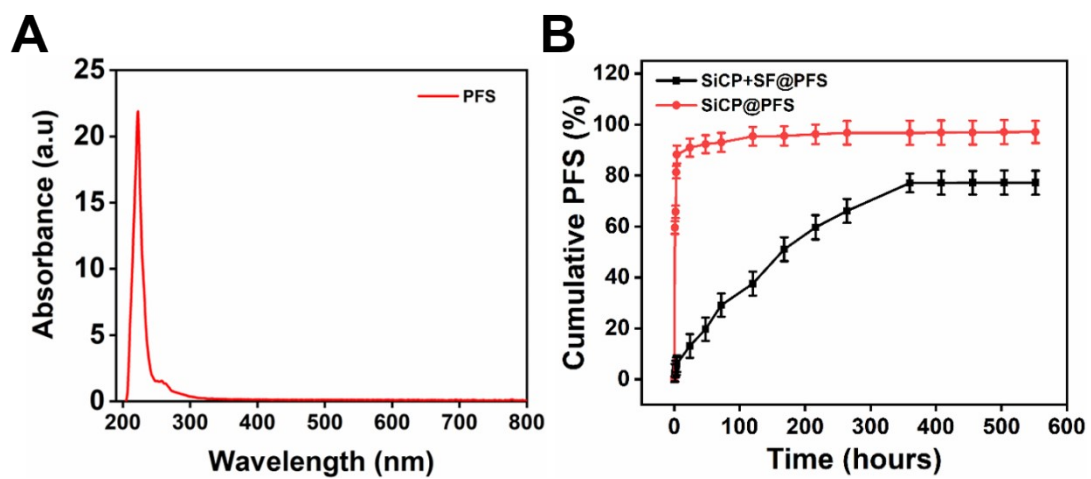 A
Absorbance (a.u)
25
20
15
10
5
0
PFS
200 300 400 500 600 700 800
Wavelength (nm)
B
Cumulative PFS (%)
120
100
80
60
40
20
0
SiCP+SF@PFS
SiCP@PFS
0 100 200 300 400 500 600
Time (hours)